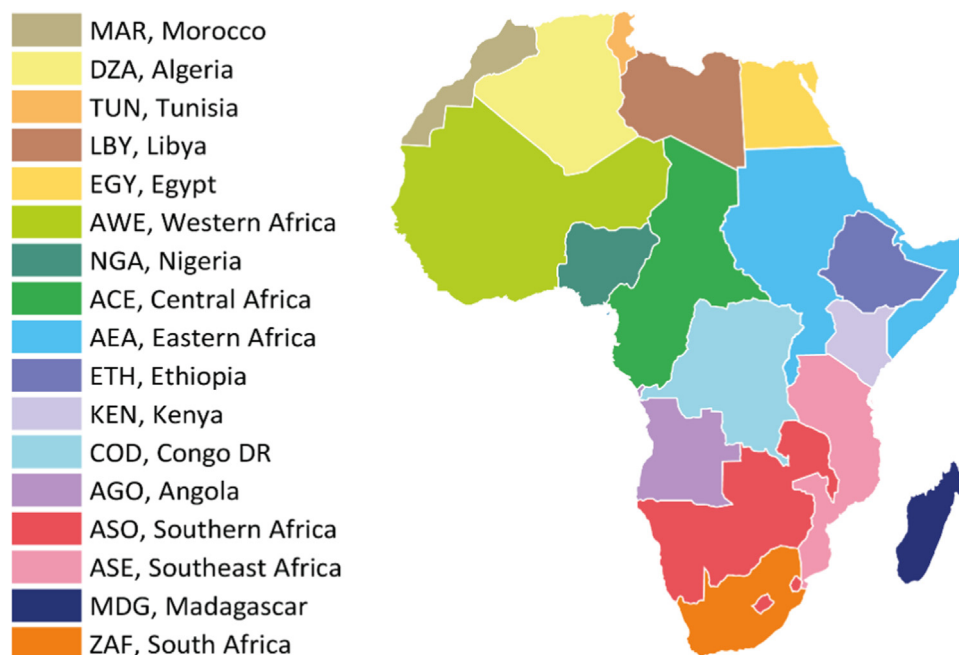 MAR, Morocco
DZA, Algeria
TUN, Tunisia
LBY, Libya
EGY, Egypt
AWE, Western Africa
NGA, Nigeria
ACE, Central Africa
AEA, Eastern Africa
ETH, Ethiopia
KEN, Kenya
COD, Congo DR
AGO, Angola
ASO, Southern Africa
ASE, Southeast Africa
MDG, Madagascar
ZAF, South Africa